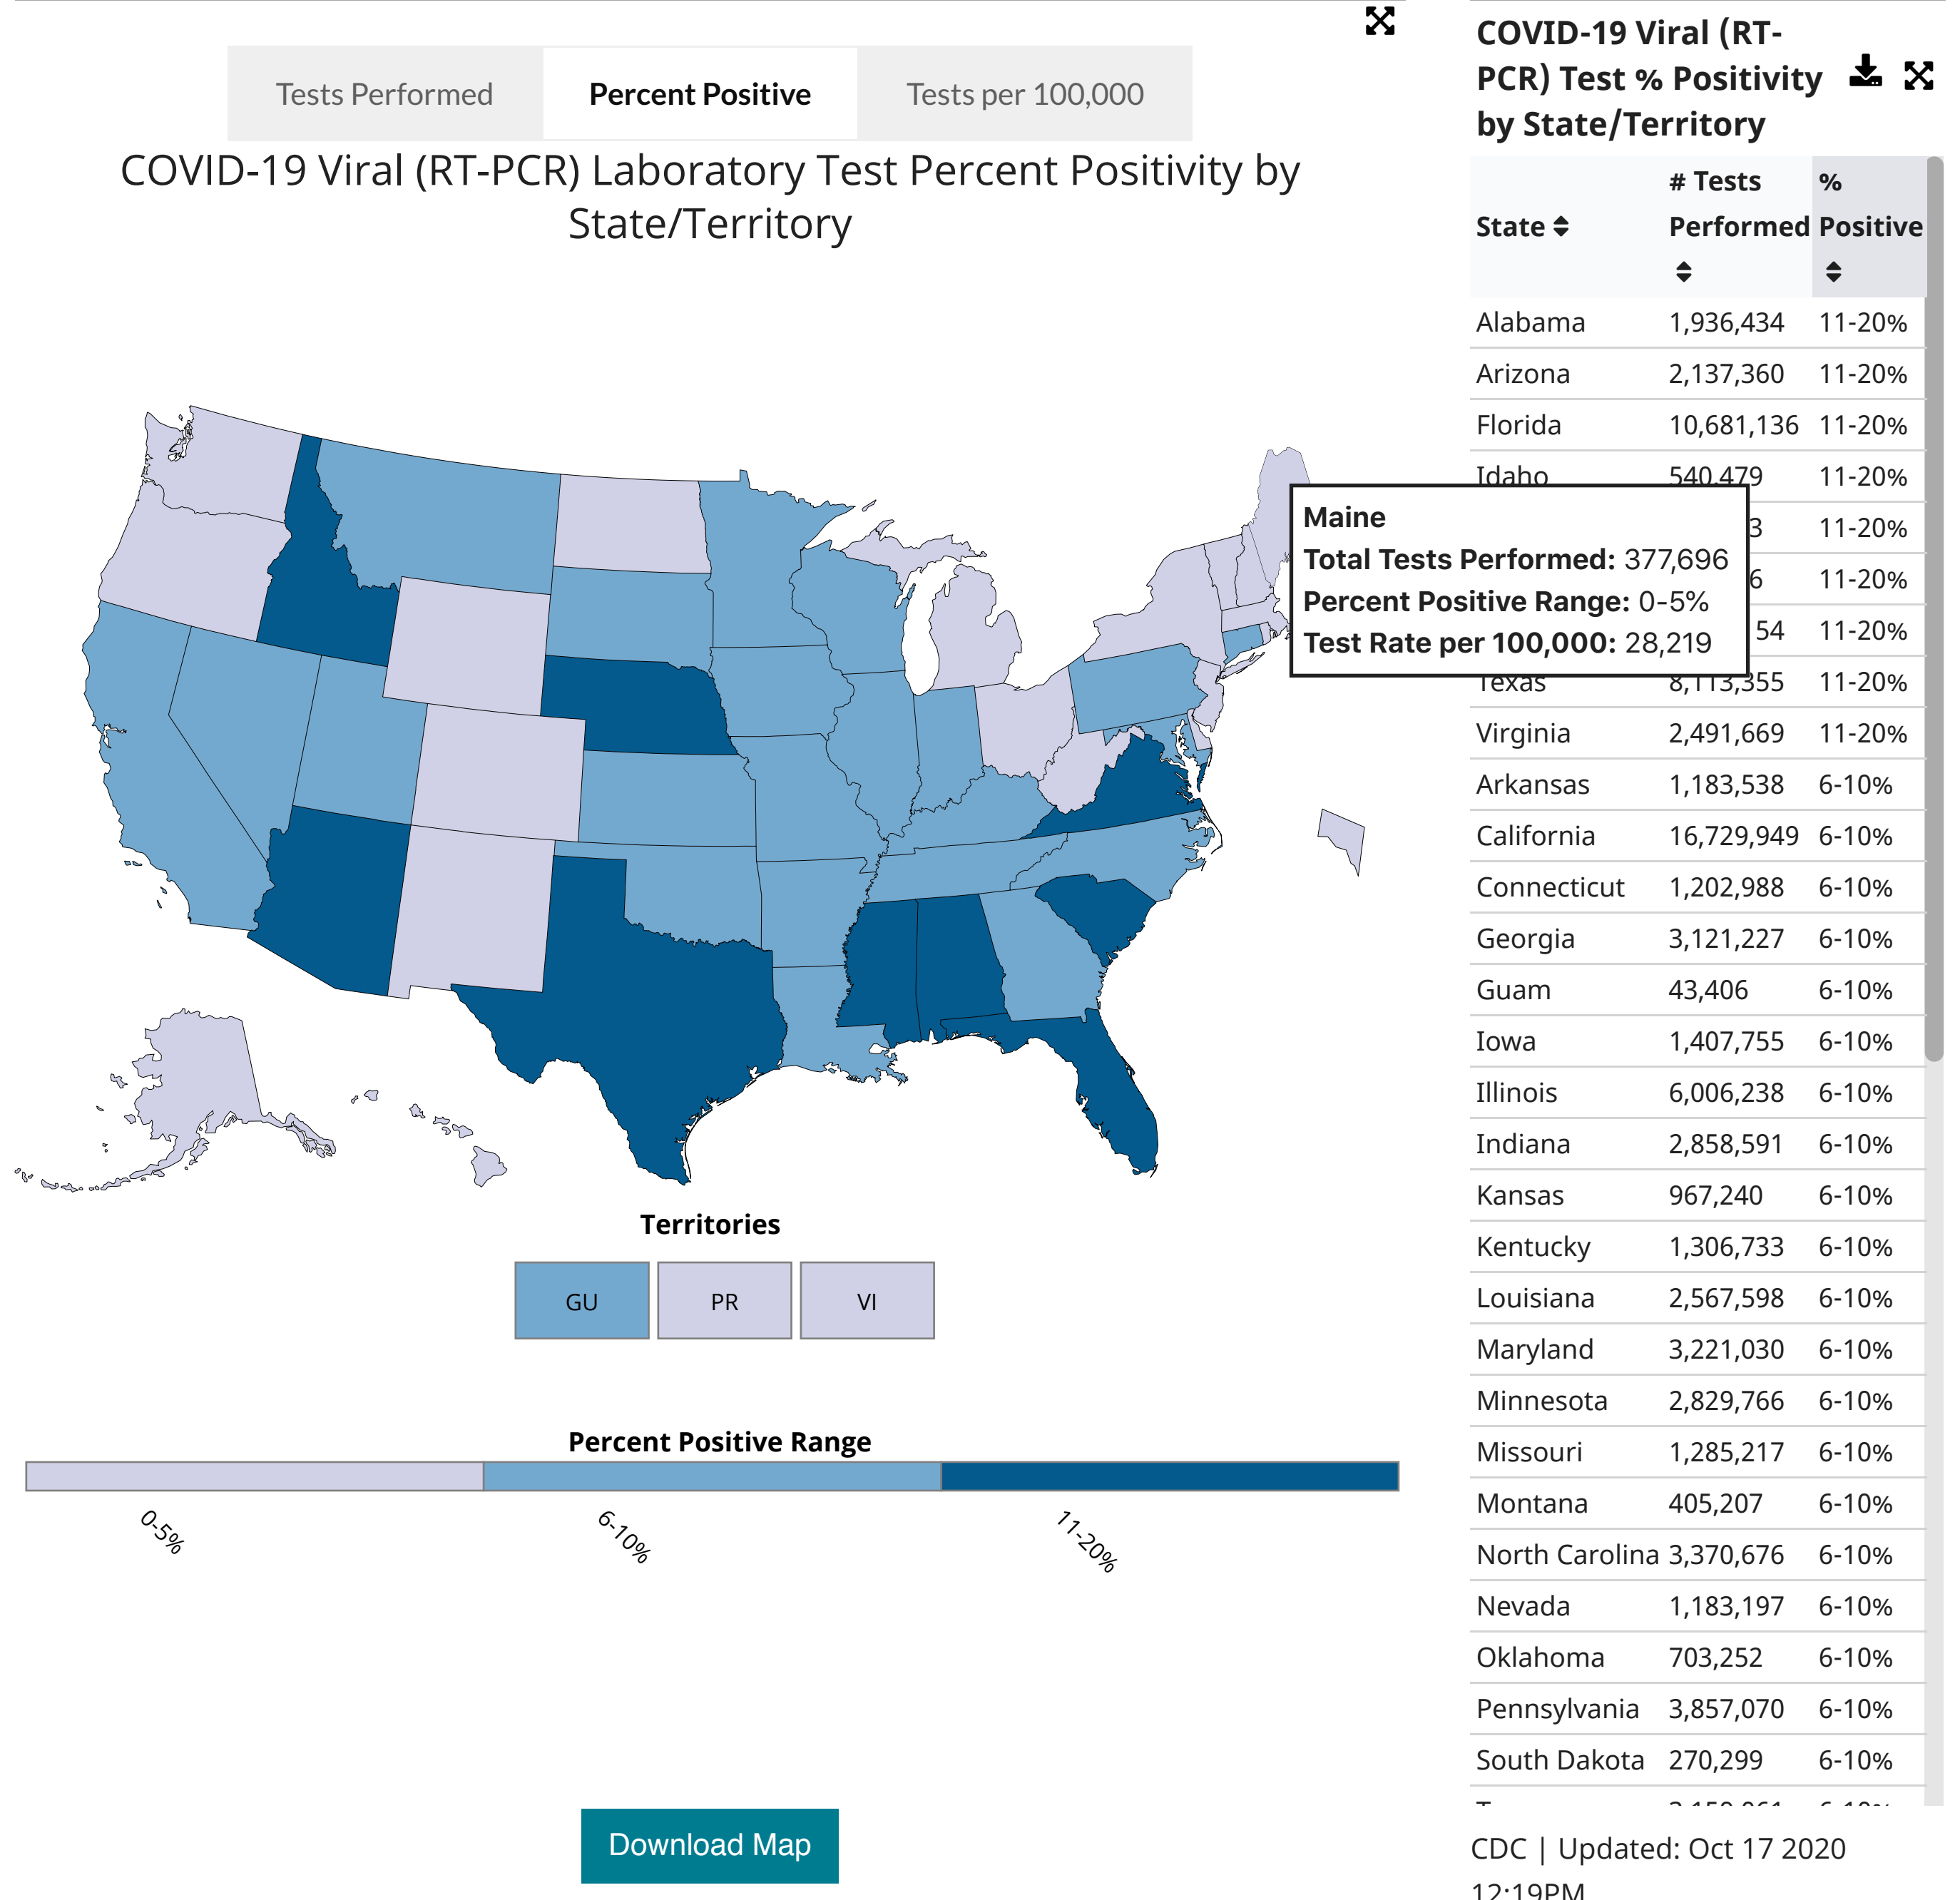 Tests Performed
Percent Positive
Tests per 100,000
COVID-19 Viral (RT-PCR) Laboratory Test Percent Positivity by
State/Territory
Maine
Total Tests Performed: 377,696
Percent Positive Range: 0-5%
Test Rate per 100,000: 28,219
Territories
GU
PR
VI
Percent Positive Range
0-5%
6-10%
11-20%
Download Map
COVID-19 Viral (RT-
PCR) Test % Positivity
by State/Territory
# Tests %
State Performed Positive
Alabama 1,936,434 11-20%
Arizona 2,137,360 11-20%
Florida 10,681,136 11-20%
Idaho 540,479 11-20%
3 11-20%
6 11-20%
54 11-20%
Texas 8,113,355 11-20%
Virginia 2,491,669 11-20%
Arkansas 1,183,538 6-10%
California 16,729,949 6-10%
Connecticut 1,202,988 6-10%
Georgia 3,121,227 6-10%
Guam 43,406 6-10%
Iowa 1,407,755 6-10%
Illinois 6,006,238 6-10%
Indiana 2,858,591 6-10%
Kansas 967,240 6-10%
Kentucky 1,306,733 6-10%
Louisiana 2,567,598 6-10%
Maryland 3,221,030 6-10%
Minnesota 2,829,766 6-10%
Missouri 1,285,217 6-10%
Montana 405,207 6-10%
North Carolina 3,370,676 6-10%
Nevada 1,183,197 6-10%
Oklahoma 703,252 6-10%
Pennsylvania 3,857,070 6-10%
South Dakota 270,299 6-10%
CDC | Updated: Oct 17 2020
12:19PM